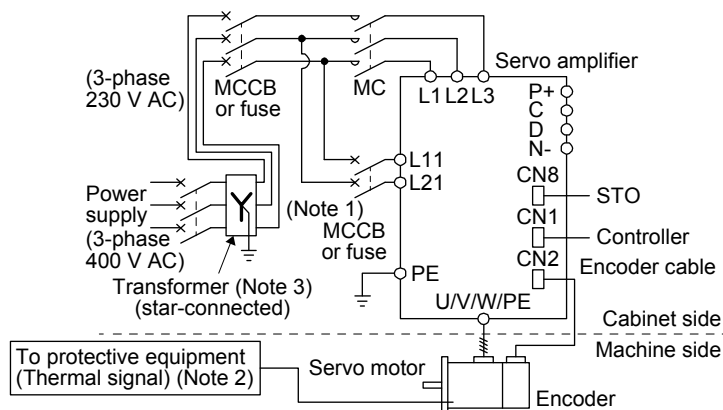 Servo amplifier
(3-phase
230 V AC)
MCCB
or fuse
MC
L1 L2 L3
P+
C
D
N-
L11
L21
CN8
STO
Power
supply
(3-phase
400 V AC)
(Note 1)
MCCB
or fuse
CN1
Controller
CN2
Encoder cable
PE
Transformer (Note 3)
(star-connected)
U/V/W/PE
Cabinet side
Machine side
To protective equipment
(Thermal signal) (Note 2)
Servo motor
Encoder